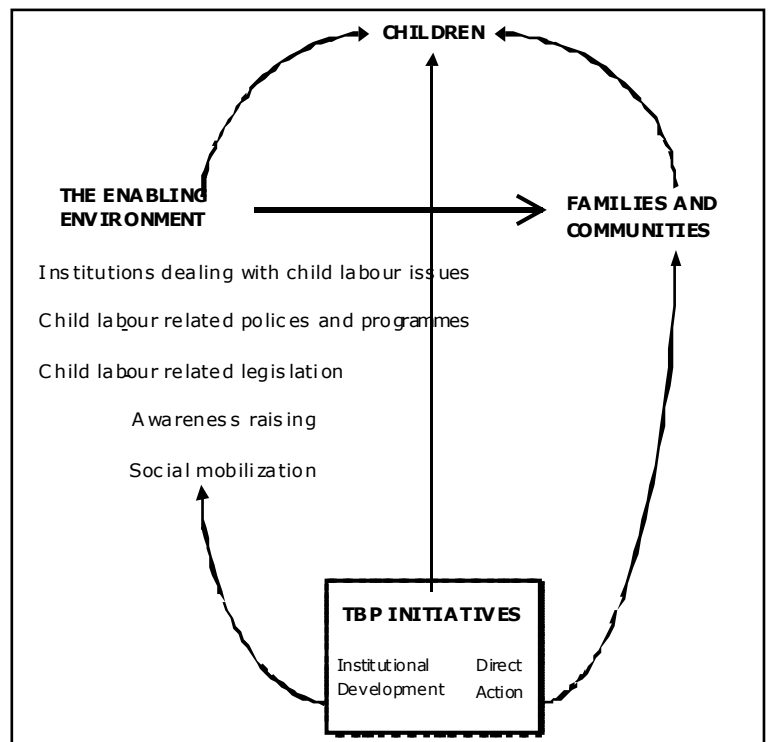 CHILDREN
THE ENABLING
ENVIRONMENT
FAMILIES AND
COMMUNITIES
Institutions dealing with child labour issues
Child labour related polices and programmes
Child labour related legislation
Awareness raising
Social mobilization
TBP INITIATIVES
Institutional
Development
Direct
Action